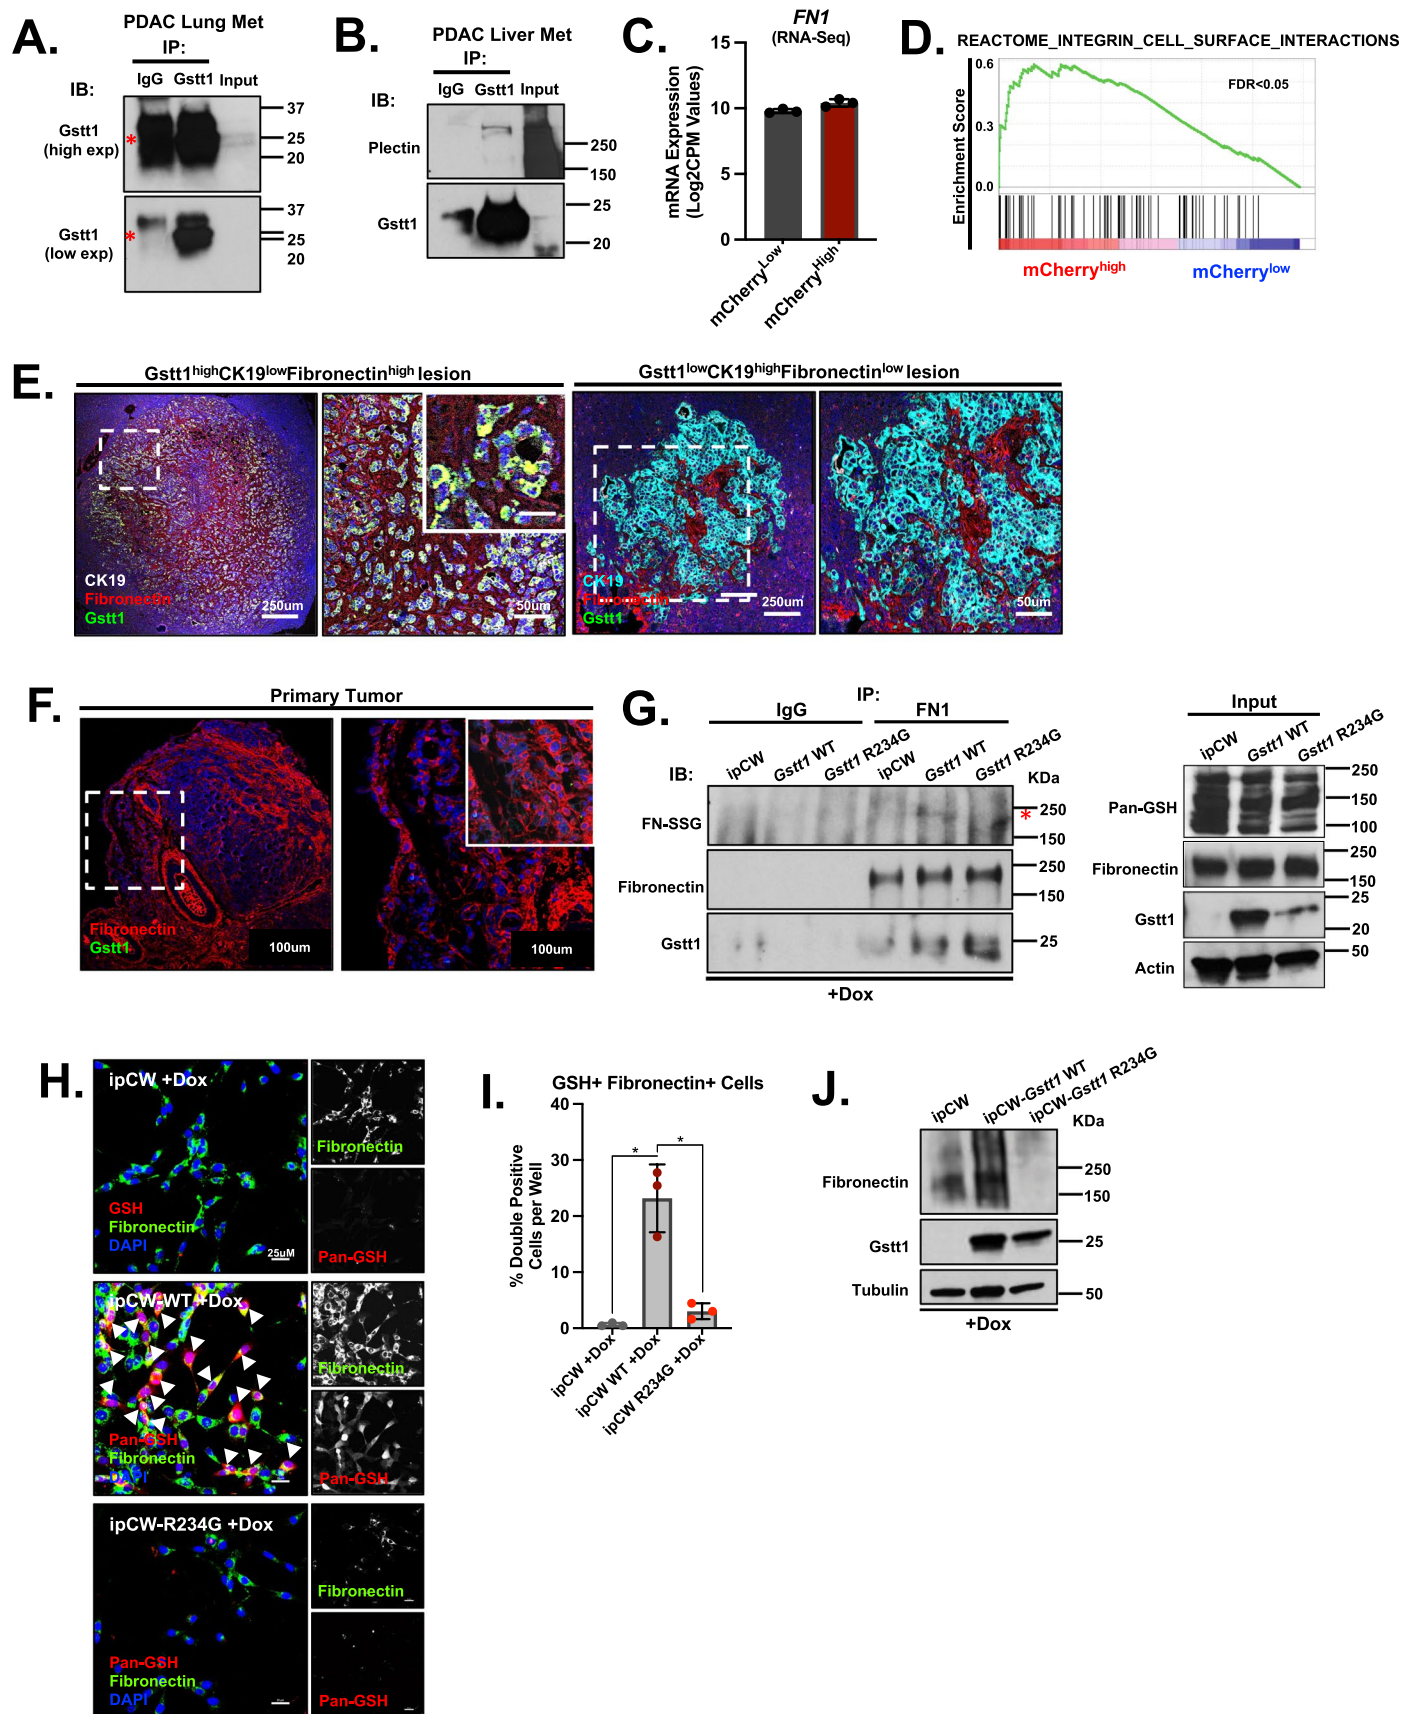 A.
PDAC Lung Met
IP:
IgG Gstt1 Input
IB:
Gstt1
(high exp)
*
37
25
20
Gstt1
(low exp)
*
37
25
20
B.
PDAC Liver Met
IP:
IgG Gstt1 Input
IB:
Plectin
250
150
Gstt1
25
20
C.
FN1
(RNA-Seq)
mRNA Expression
(Log2CPM Values)
15
10
5
0
mCherryLow
mCherryHigh
D.
REACTOME_INTEGRIN_CELL_SURFACE_INTERACTIONS
Enrichment Score
0.6
0.3
0.0
FDR<0.05
mCherryhigh
mCherrylow
E.
Gstt1highCK19lowFibronectinhigh lesion
Gstt1lowCK19highFibronectinlow lesion
CK19
Fibronectin
Gstt1
250um
50um
CK19
Fibronectin
Gstt1
250um
50um
F.
Primary Tumor
Fibronectin
Gstt1
100um
100um
G.
IP:
IgG
FN1
ipCW
Gstt1 WT
Gstt1 R234G
ipCW
Gstt1 WT
Gstt1 R234G
IB:
KDa
FN-SSG
250
*
150
Fibronectin
250
150
Gstt1
25
+Dox
Input
ipCW
Gstt1 WT
Gstt1 R234G
Pan-GSH
250
150
100
Fibronectin
250
150
Gstt1
25
20
Actin
50
H.
ipCW +Dox
GSH
Fibronectin
DAPI
25uM
Fibronectin
Pan-GSH
ipCW-WT +Dox
Pan-GSH
Fibronectin
DAPI
Fibronectin
Pan-GSH
ipCW-R234G +Dox
Pan-GSH
Fibronectin
DAPI
Fibronectin
Pan-GSH
I.
GSH+ Fibronectin+ Cells
% Double Positive
Cells per Well
40
30
20
10
0
*
*
ipCW +Dox
ipCW WT +Dox
ipCW R234G +Dox
J.
ipCW
ipCW-Gstt1 WT
ipCW-Gstt1 R234G
KDa
Fibronectin
250
150
Gstt1
25
Tubulin
50
+Dox